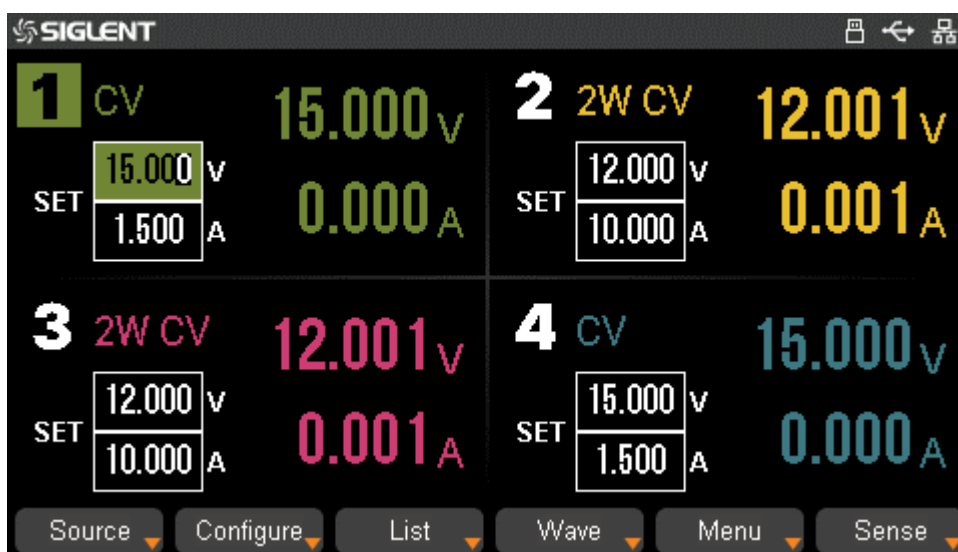 SIGLENT
1 CV 15.000 V
SET 15.000 V
1.500 A
0.000 A
2 2W CV 12.001 V
SET 12.000 V
10.000 A
0.001 A
3 2W CV 12.001 V
SET 12.000 V
10.000 A
0.001 A
4 CV 15.000 V
SET 15.000 V
1.500 A
0.000 A
Source Configure List Wave Menu Sense